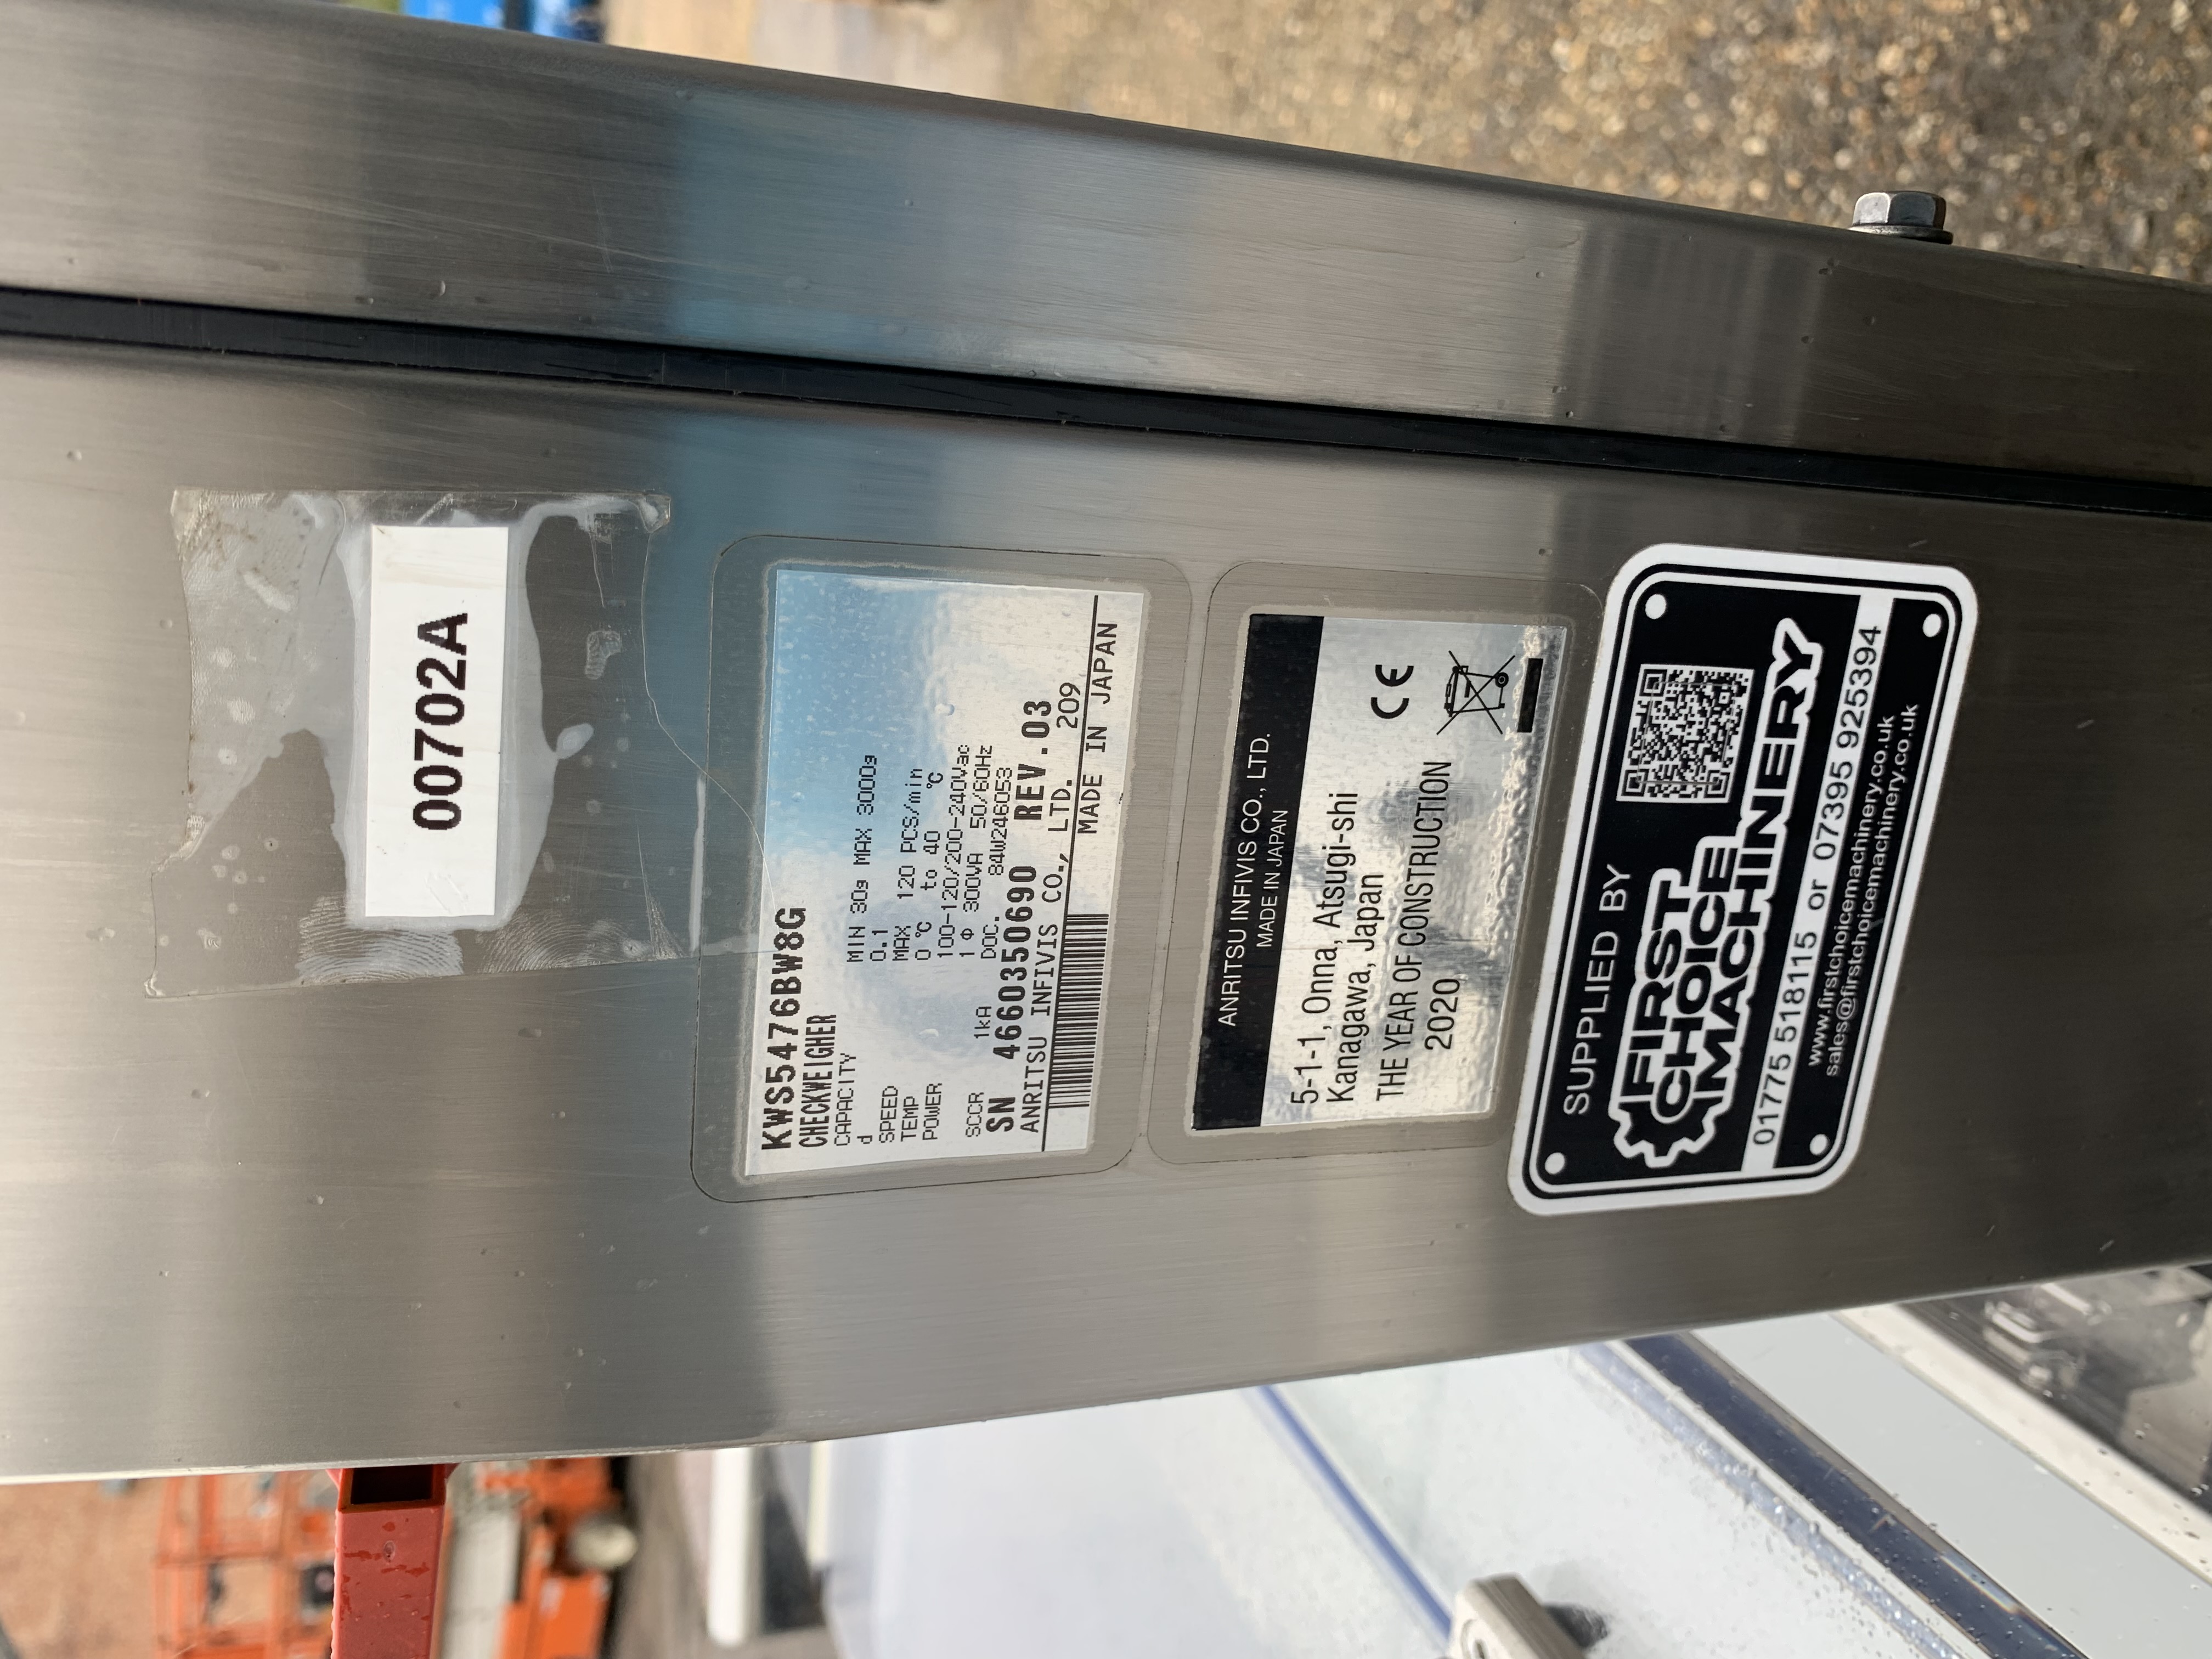 00702A
KWS5476BW8G
CHECKWEIGHER
CAPACITY MIN 30g MAX 3000g
d 0.1
SPEED MAX 120 PCS/min
TEMP 0 ℃ to 40 ℃
POWER 100-120/200-240Vac
1 Φ 300VA 50/60Hz
SCCR 1kA DOC. 84W246053
SN 4660350690 REV.03
ANRITSU INFIVIS CO., LTD. 209
MADE IN JAPAN
ANRITSU INFIVIS CO., LTD.
MADE IN JAPAN
5-1-1, Onna, Atsugi-shi
Kanagawa, Japan
THE YEAR OF CONSTRUCTION
2020
CE
SUPPLIED BY
FIRST
CHOICE
MACHINERY
01775 518115 or 07395 925394
www.firstchoicemachinery.co.uk
sales@firstchoicemachinery.co.uk